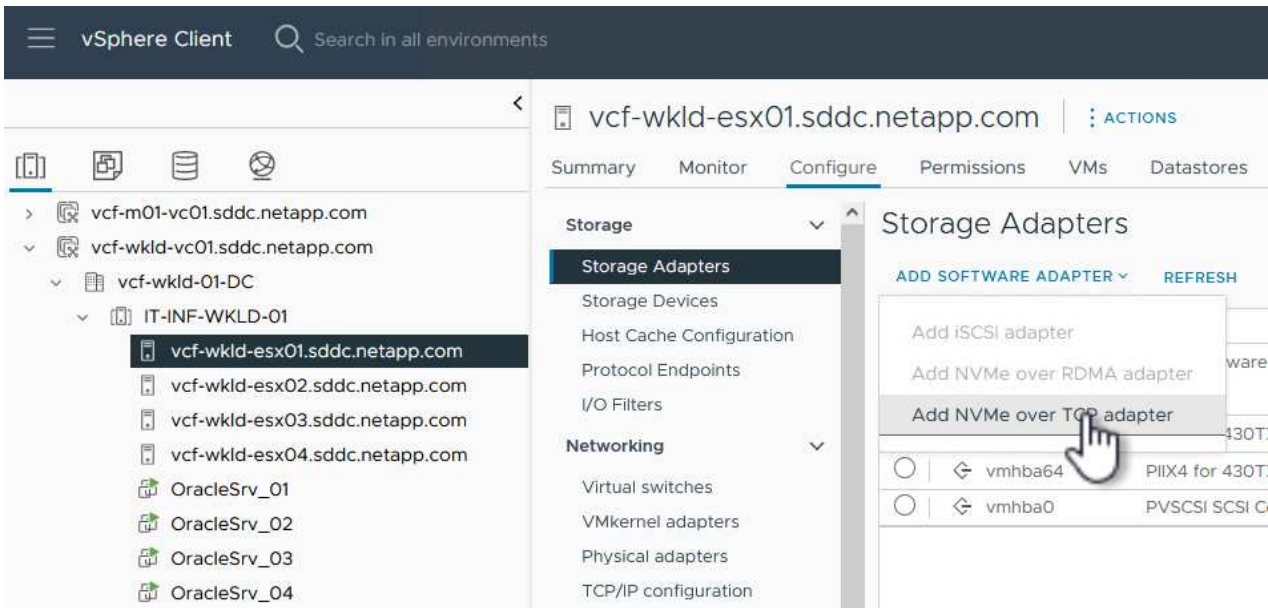 vSphere Client
Search in all environments
vcf-wkld-esx01.sddc.netapp.com
ACTIONS
Summary Monitor Configure Permissions VMs Datastores
vcf-m01-vc01.sddc.netapp.com
vcf-wkld-vc01.sddc.netapp.com
vcf-wkld-01-DC
IT-INF-WKLD-01
vcf-wkld-esx01.sddc.netapp.com
vcf-wkld-esx02.sddc.netapp.com
vcf-wkld-esx03.sddc.netapp.com
vcf-wkld-esx04.sddc.netapp.com
OracleSrv_01
OracleSrv_02
OracleSrv_03
OracleSrv_04
Storage
Storage Adapters
Storage Devices
Host Cache Configuration
Protocol Endpoints
I/O Filters
Networking
Virtual switches
VMkernel adapters
Physical adapters
TCP/IP configuration
Storage Adapters
ADD SOFTWARE ADAPTER REFRESH
Add iSCSI adapter
Add NVMe over RDMA adapter
Add NVMe over TCP adapter
vmhba64 PIIX4 for 430T
vmhba0 PVSCSI SCSI